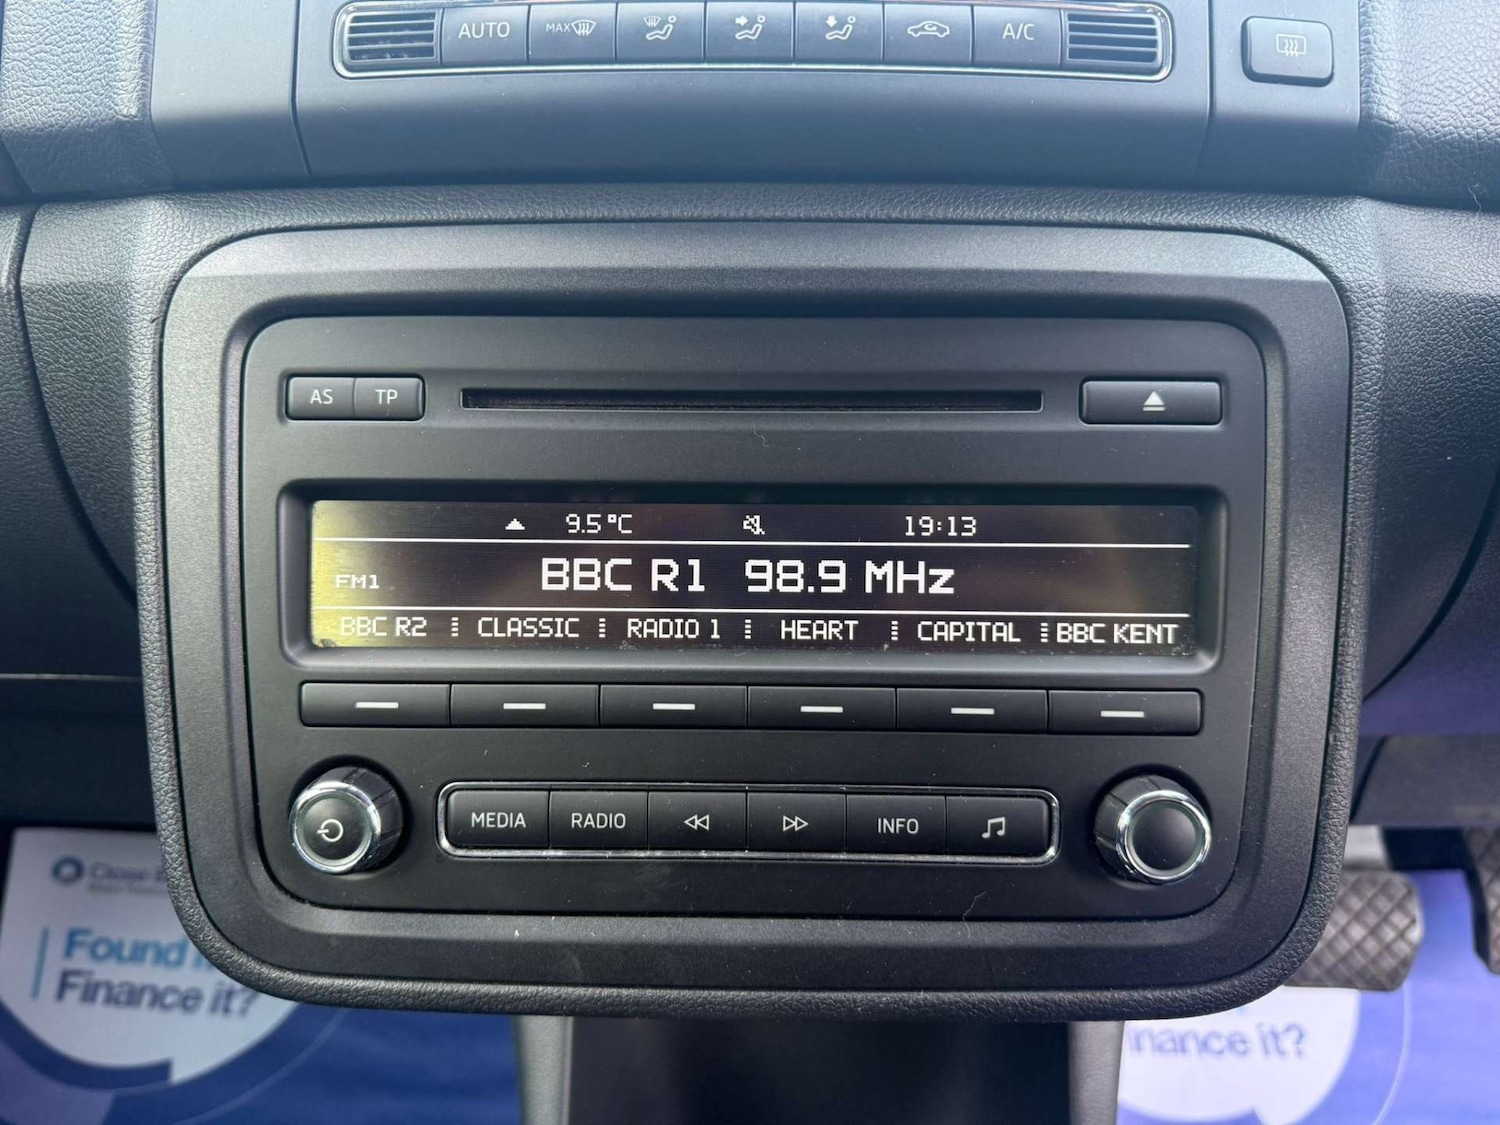 AUTO MAX A/C
AS TP
9.5°C 19:13
FM1 BBC R1 98.9 MHz
BBC R2 CLASSIC RADIO 1 HEART CAPITAL BBC KENT
MEDIA RADIO INFO
Found
Finance it?
inance it?